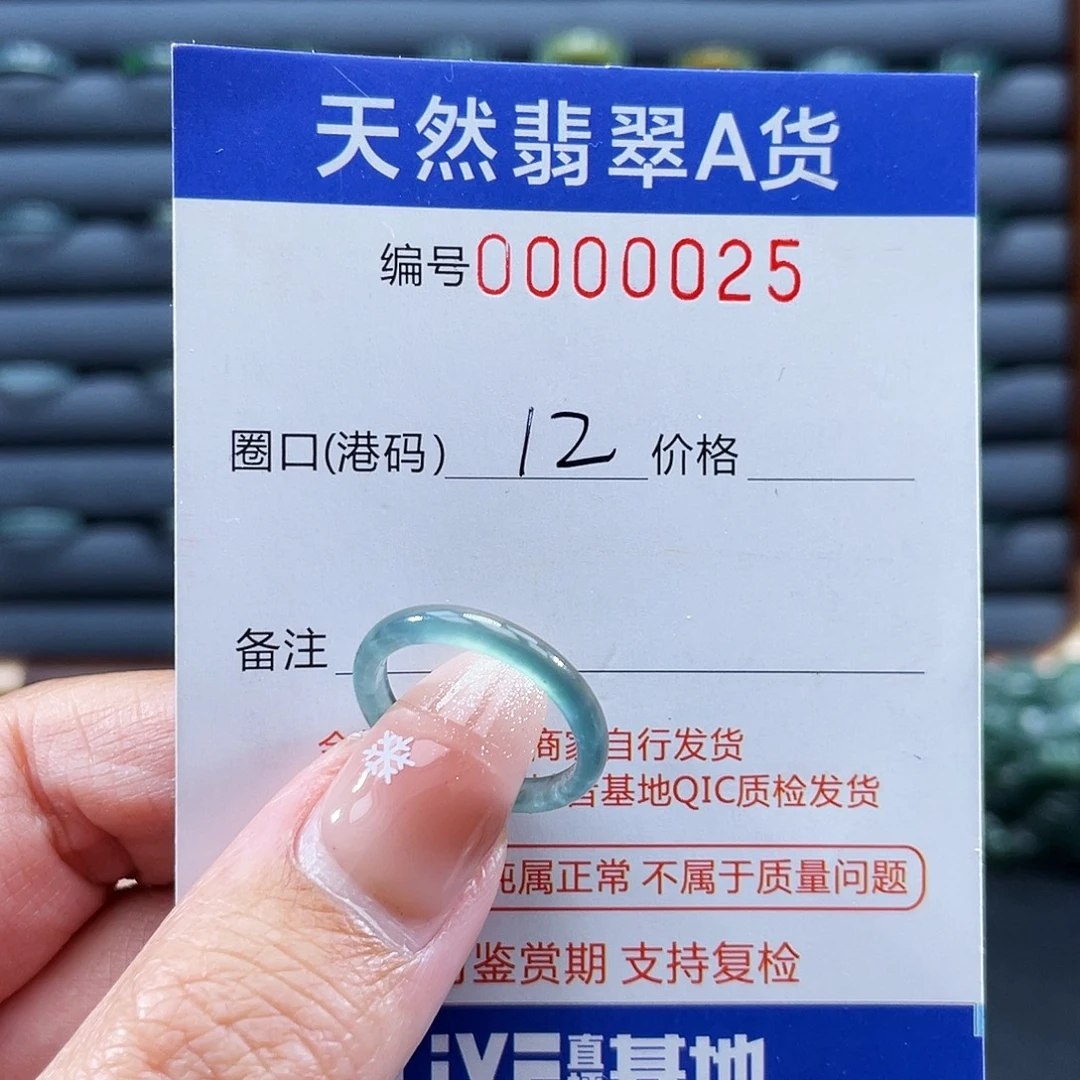 天然翡翠A货
编号0000025
圈口(港码) 12 价格
备注
商家自行发货
基地QIC质检发货
属正常 不属于质量问题
鉴赏期 支持复检
基地